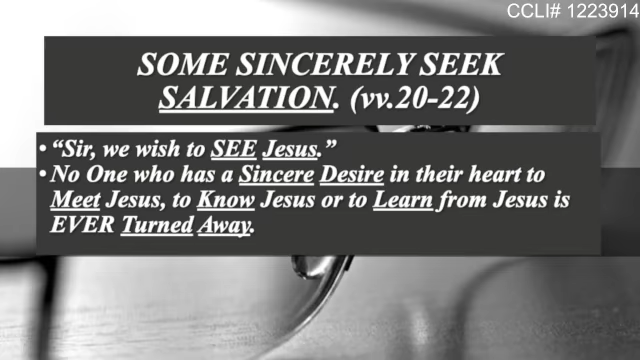 CCLI# 1223914
SOME SINCERELY SEEK
SALVATION. (vv.20-22)
• “Sir, we wish to SEE Jesus.”
• No One who has a Sincere Desire in their heart to
Meet Jesus, to Know Jesus or to Learn from Jesus is
EVER Turned Away.